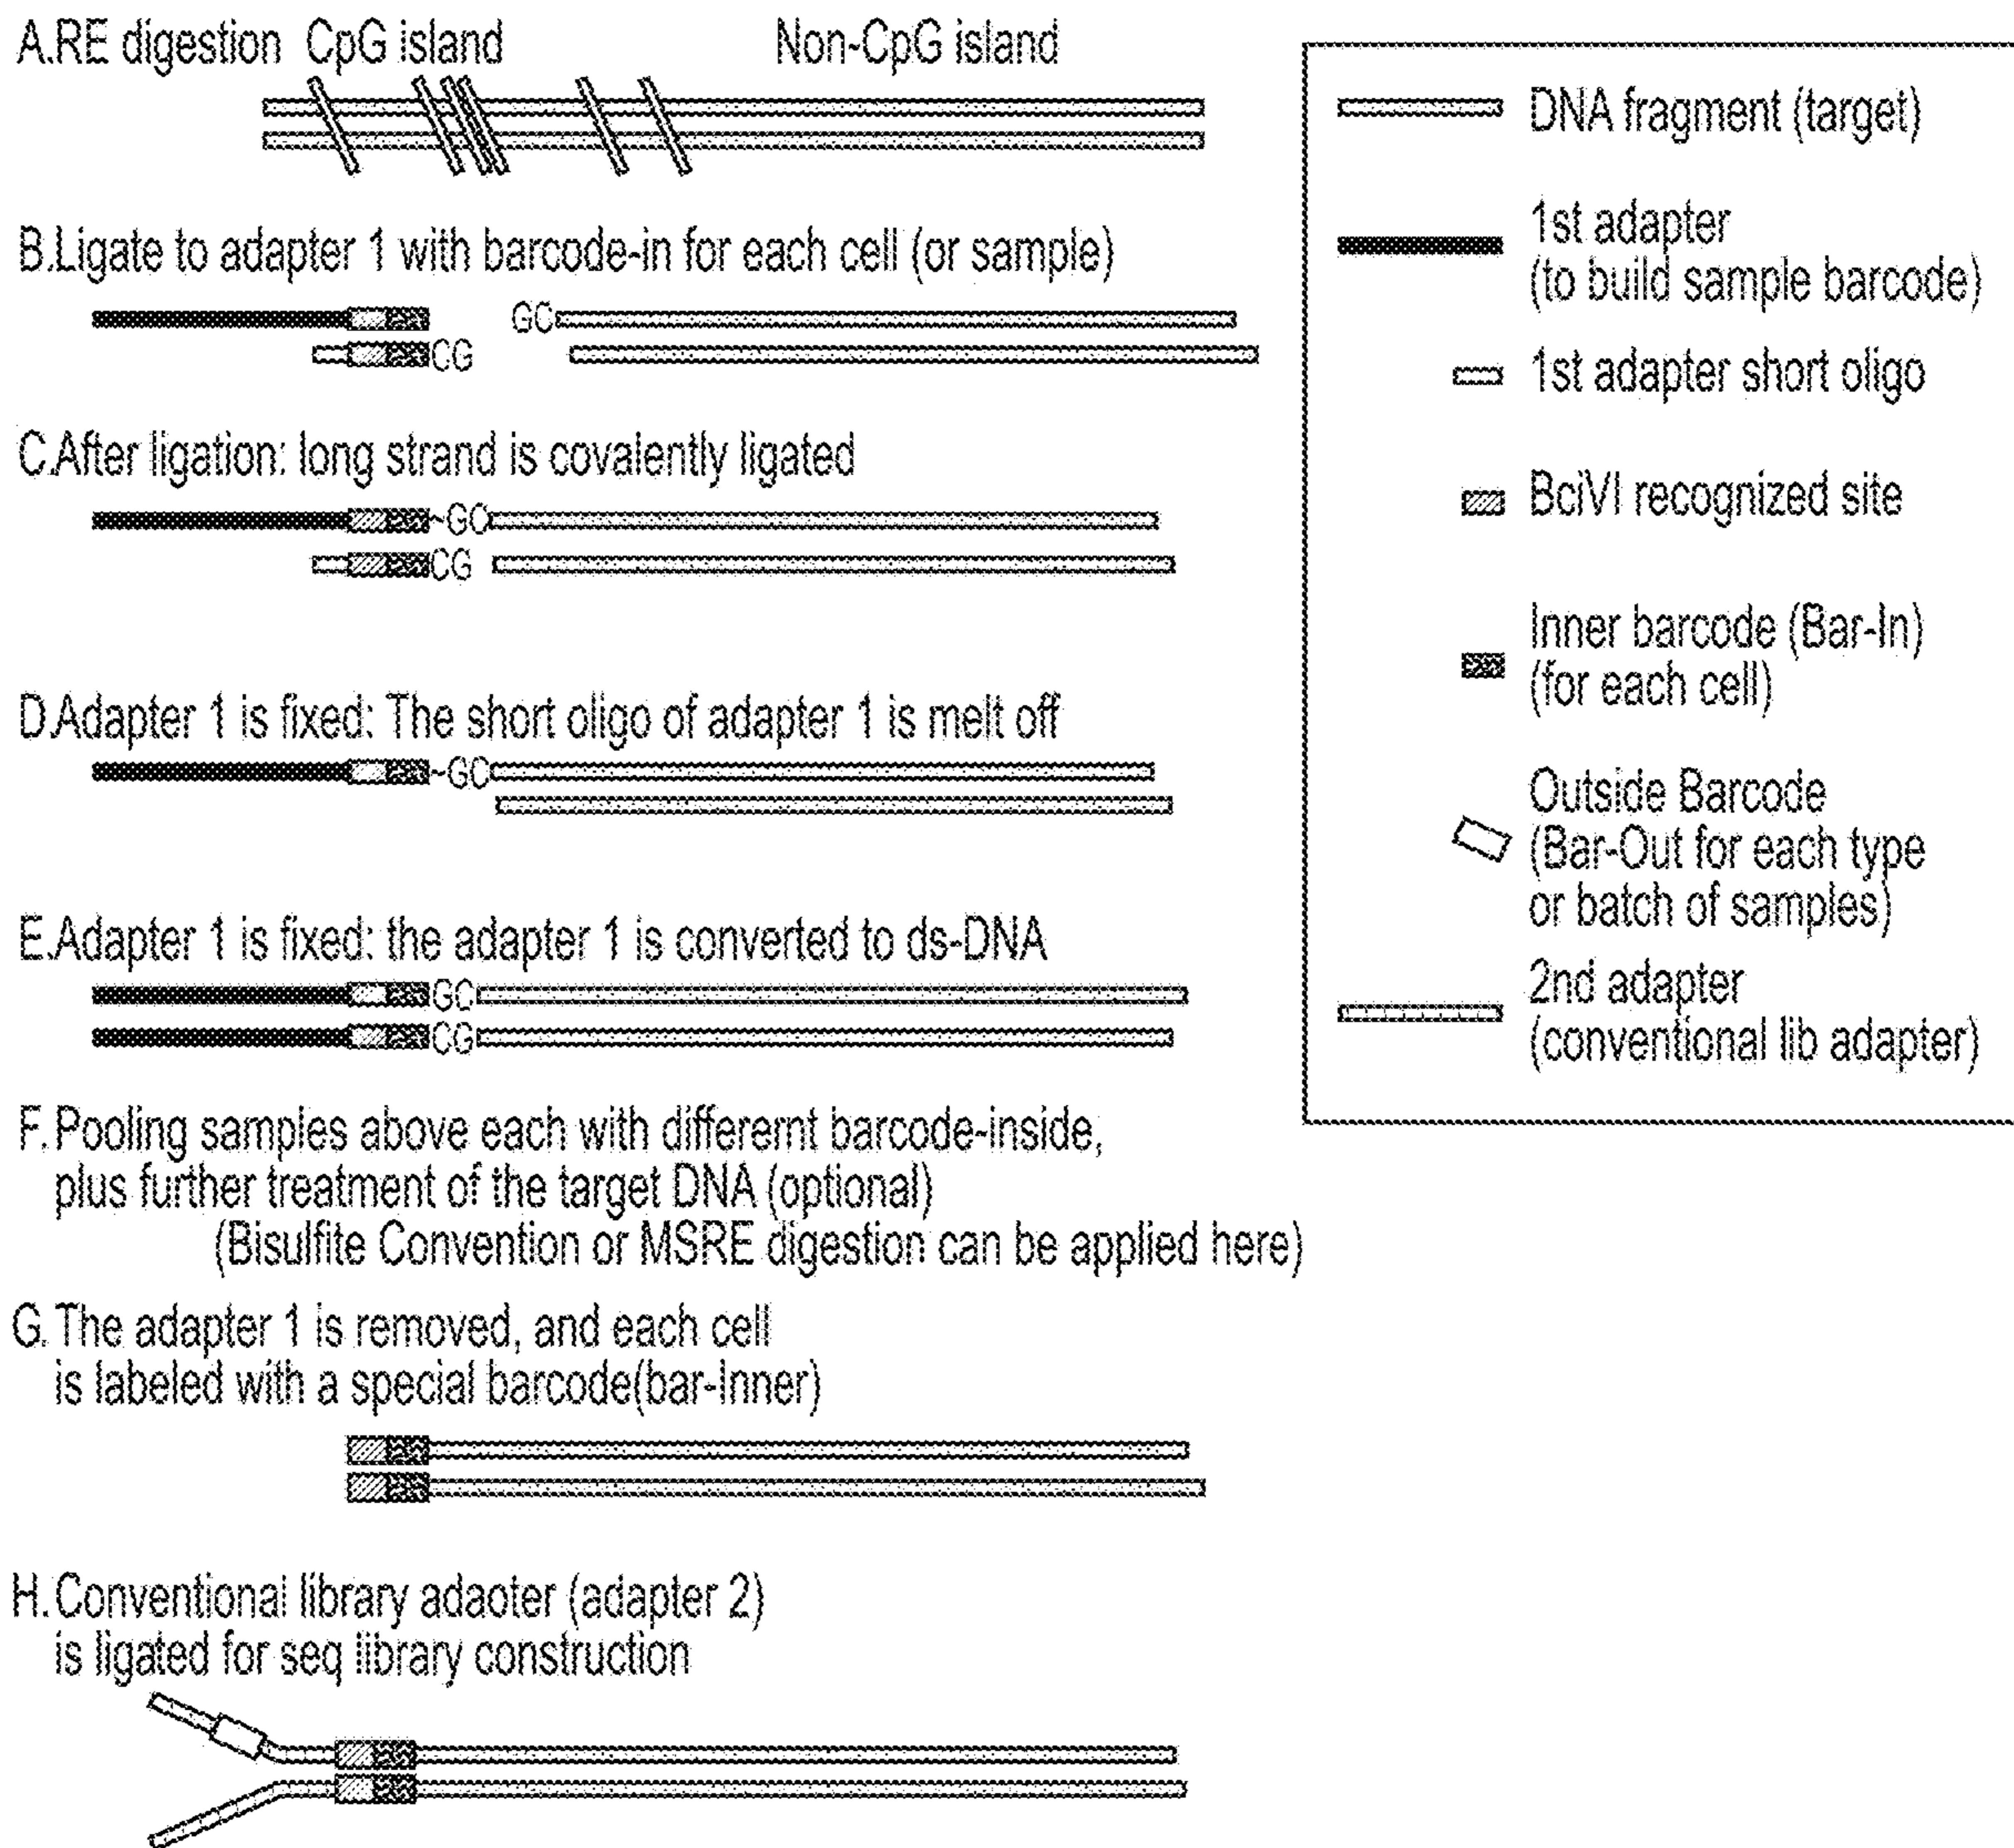 A.RE digestion CpG island Non-CpG island
B.Ligate to adapter 1 with barcode-in for each cell (or sample)
GC
CG
C.After ligation: long strand is covalently ligated
~GC
CG
D.Adapter 1 is fixed: The short oligo of adapter 1 is melt off
~GC
E.Adapter 1 is fixed: the adapter 1 is converted to ds-DNA
GC
CG
F.Pooling samples above each with differernt barcode-inside,
plus further treatment of the target DNA (optional)
(Bisulfite Convention or MSRE digestion can be applied here)
G.The adapter 1 is removed, and each cell
is labeled with a special barcode(bar-Inner)
H.Conventional library adaoter (adapter 2)
is ligated for seq library construction
DNA fragment (target)
1st adapter
(to build sample barcode)
1st adapter short oligo
BciVI recognized site
Inner barcode (Bar-In)
(for each cell)
Outside Barcode
(Bar-Out for each type
or batch of samples)
2nd adapter
(conventional lib adapter)